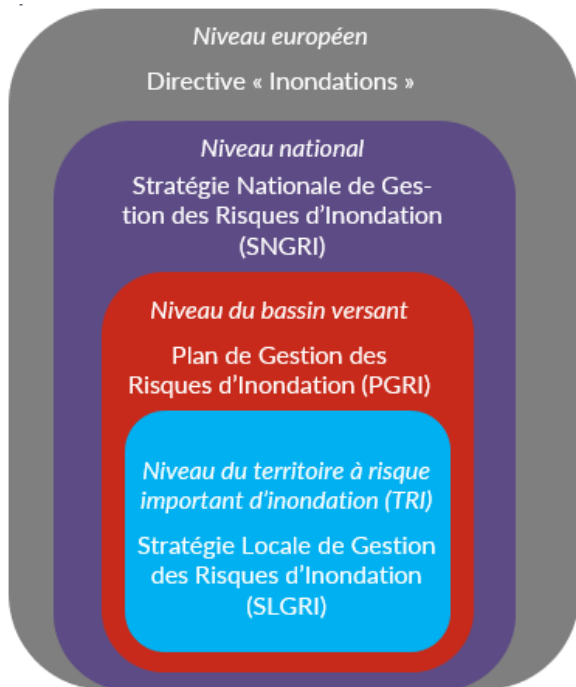 Niveau européen
Directive « Inondations »
Niveau national
Stratégie Nationale de Ges-
tion des Risques d’Inondation
(SNGRI)
Niveau du bassin versant
Plan de Gestion des
Risques d’Inondation (PGRI)
Niveau du territoire à risque
important d’inondation (TRI)
Stratégie Locale de Gestion
des Risques d’Inondation
(SLGRI)